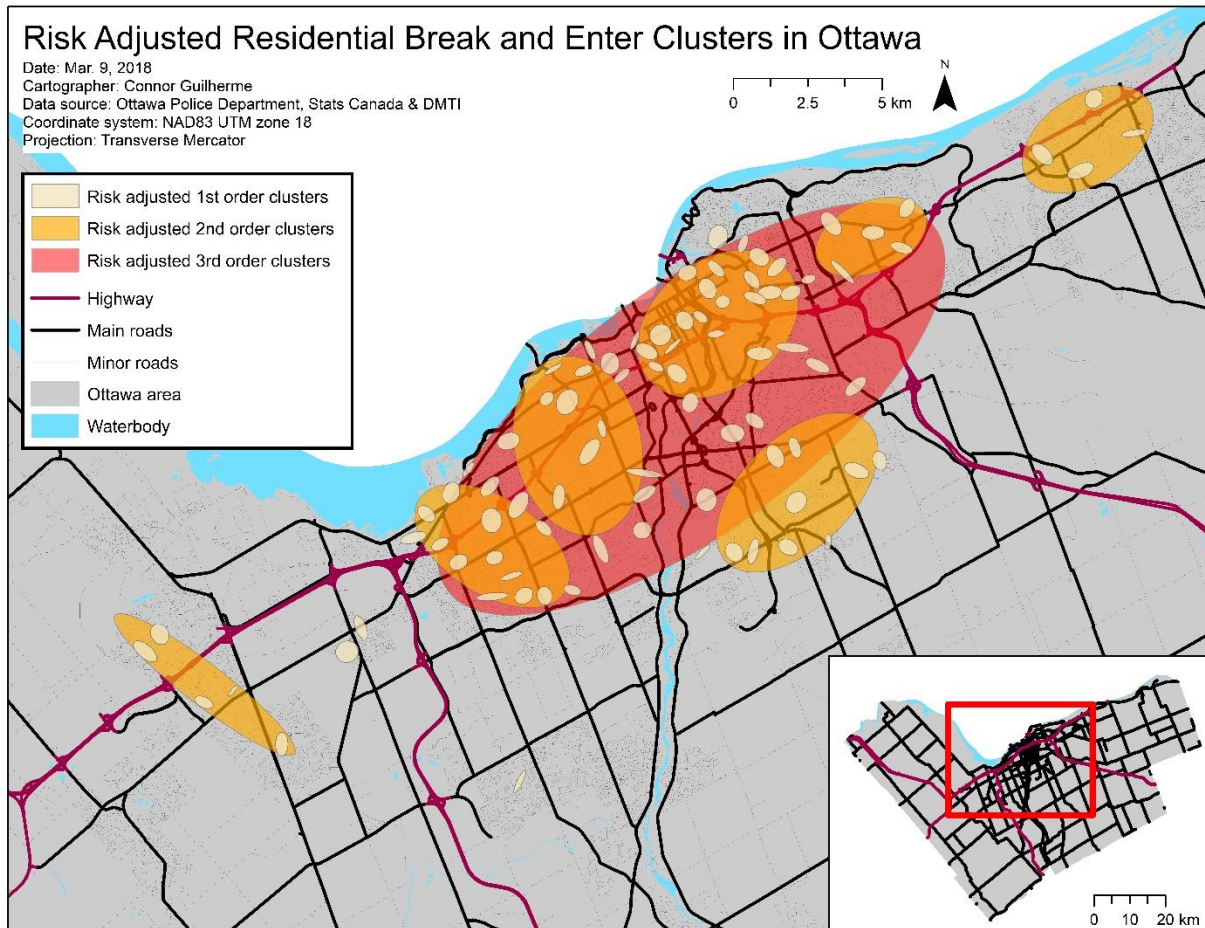 Risk Adjusted Residential Break and Enter Clusters in Ottawa
Date: Mar. 9, 2018
Cartographer: Connor Guilherme
Data source: Ottawa Police Department, Stats Canada & DMTI
Coordinate system: NAD83 UTM zone 18
Projection: Transverse Mercator
N
0 2.5 5 km
Risk adjusted 1st order clusters
Risk adjusted 2nd order clusters
Risk adjusted 3rd order clusters
Highway
Main roads
Minor roads
Ottawa area
Waterbody
0 10 20 km